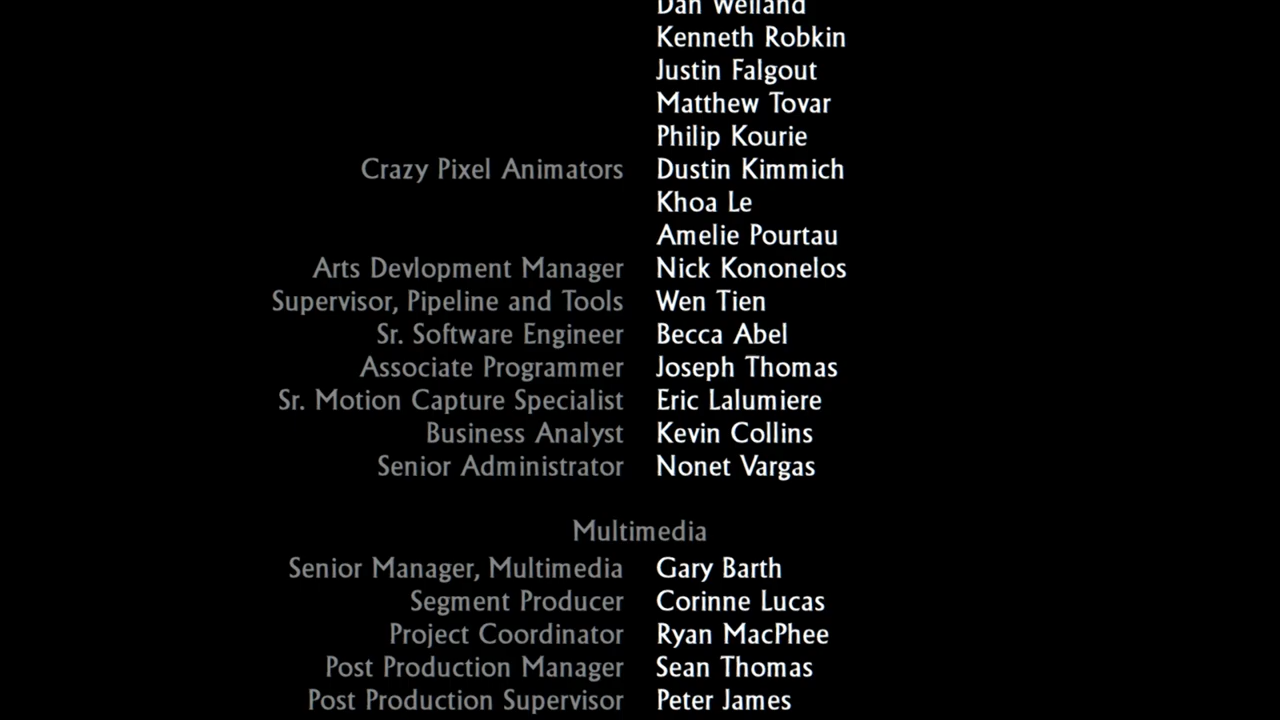 Dan Weiland
Kenneth Robkin
Justin Falgout
Matthew Tovar
Philip Kourie
Crazy Pixel Animators Dustin Kimmich
Khoa Le
Amelie Pourtau
Arts Devlopment Manager Nick Kononelos
Supervisor, Pipeline and Tools Wen Tien
Sr. Software Engineer Becca Abel
Associate Programmer Joseph Thomas
Sr. Motion Capture Specialist Eric Lalumiere
Business Analyst Kevin Collins
Senior Administrator Nonet Vargas
Multimedia
Senior Manager, Multimedia Gary Barth
Segment Producer Corinne Lucas
Project Coordinator Ryan MacPhee
Post Production Manager Sean Thomas
Post Production Supervisor Peter James